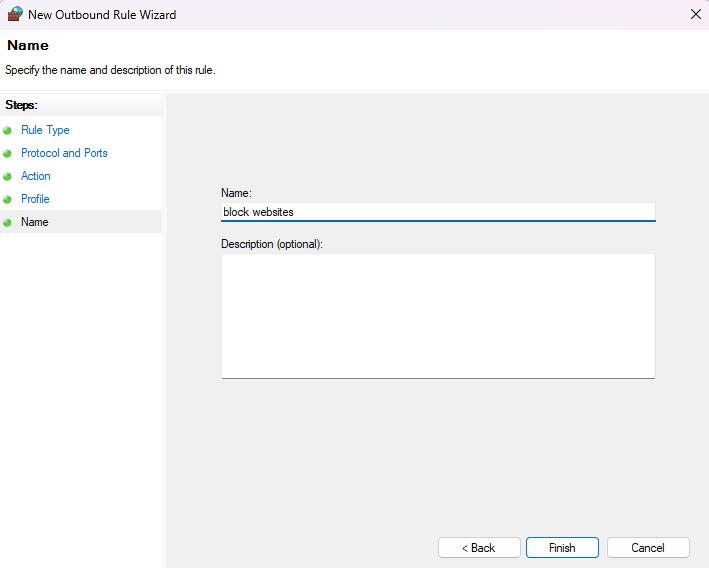 New Outbound Rule Wizard
Name
Specify the name and description of this rule.
Steps:
Rule Type
Protocol and Ports
Action
Profile
Name
Name:
block websites
Description (optional):
< Back
Finish
Cancel